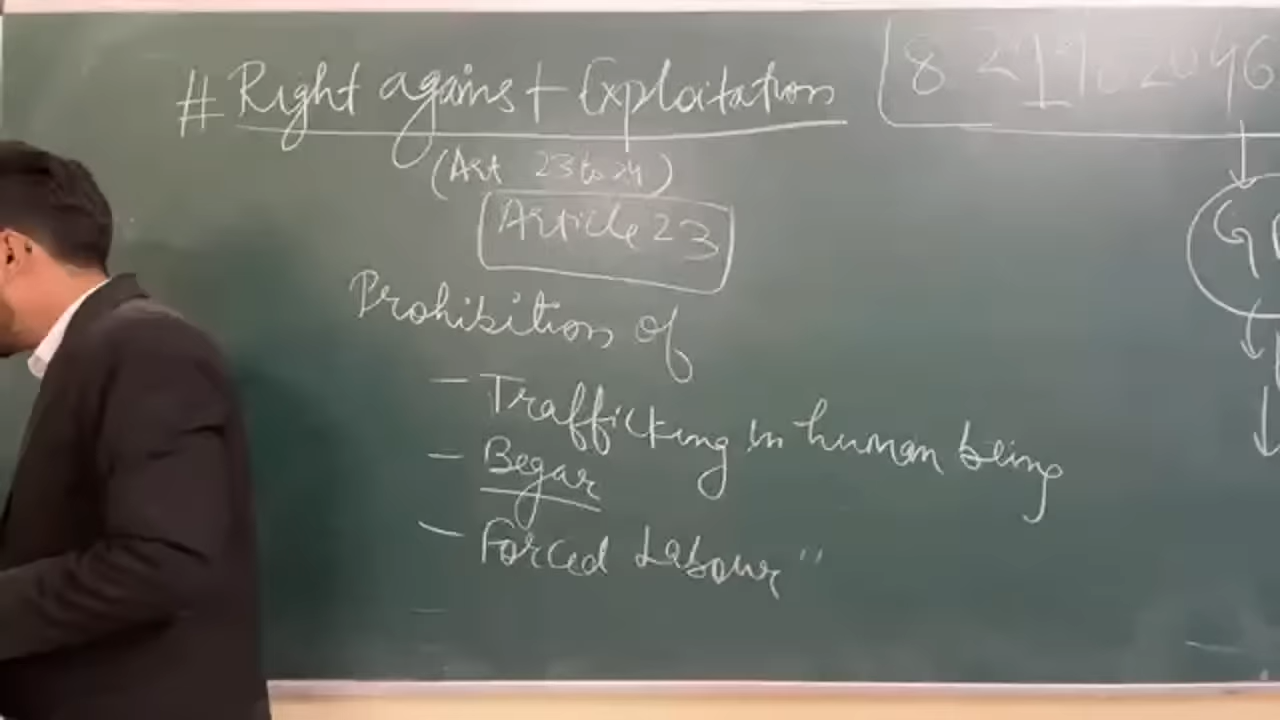 # Right against Exploitation
(Art 23 to 24)
Article 23
Prohibition of
- Trafficking in human being
- Begar
- Forced Labour "